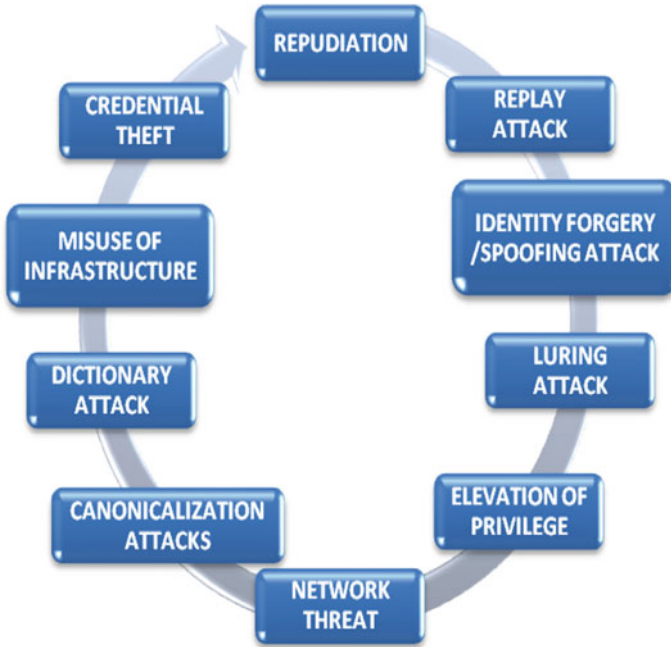 REPUDIATION
REPLAY
ATTACK
IDENTITY FORGERY
/SPOOFING ATTACK
LURING
ATTACK
ELEVATION OF
PRIVILEGE
NETWORK
THREAT
CANONICALIZATION
ATTACKS
DICTIONARY
ATTACK
MISUSE OF
INFRASTRUCTURE
CREDENTIAL
THEFT